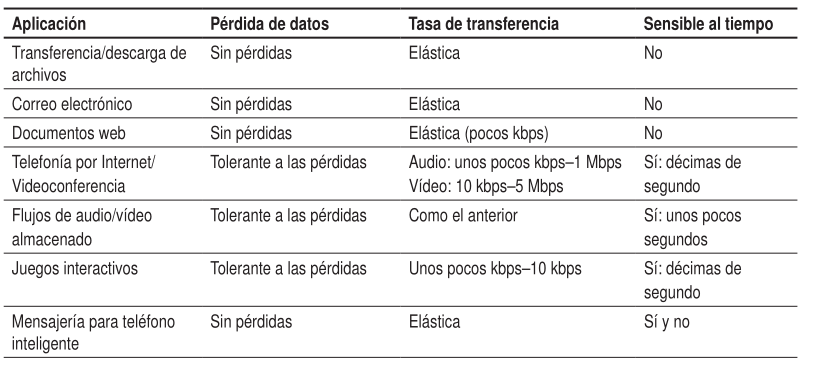 Aplicación Pérdida de datos Tasa de transferencia Sensible al tiempo
Transferencia/descarga de archivos Sin pérdidas Elástica No
Correo electrónico Sin pérdidas Elástica No
Documentos web Sin pérdidas Elástica (pocos kbps) No
Telefonía por Internet/ Videoconferencia Tolerante a las pérdidas Audio: unos pocos kbps–1 Mbps Vídeo: 10 kbps–5 Mbps Sí: décimas de segundo
Flujos de audio/vídeo almacenado Tolerante a las pérdidas Como el anterior Sí: unos pocos segundos
Juegos interactivos Tolerante a las pérdidas Unos pocos kbps–10 kbps Sí: décimas de segundo
Mensajería para teléfono inteligente Sin pérdidas Elástica Sí y no